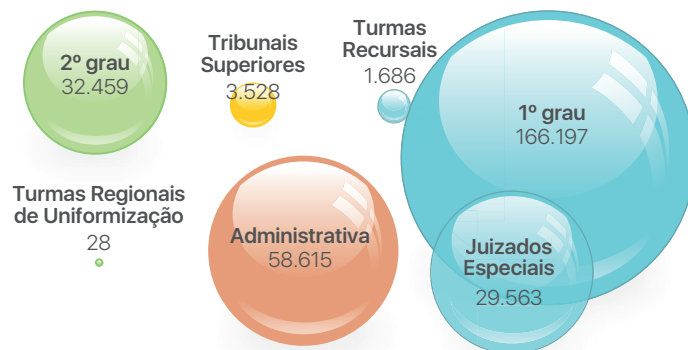 2º grau
32.459
Tribunais
Superiores
3.528
Turmas
Recursais
1.686
1º grau
166.197
Turmas Regionais
de Uniformização
28
Administrativa
58.615
Juizados
Especiais
29.563